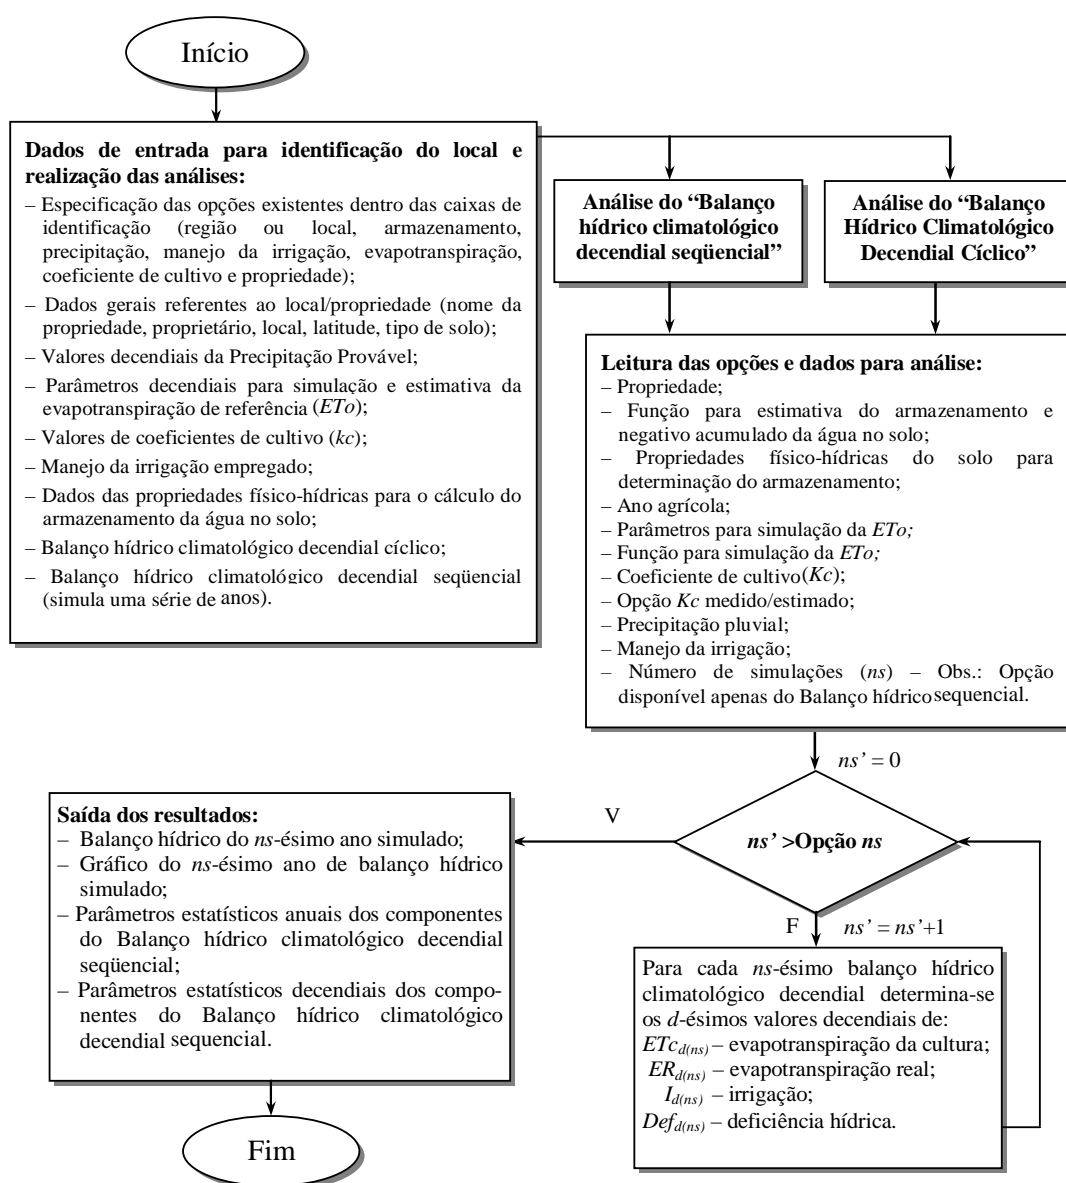 Início
Dados de entrada para identificação do local e
realização das análises:
– Especificação das opções existentes dentro das caixas de
identificação (região ou local, armazenamento,
precipitação, manejo da irrigação, evapotranspiração,
coeficiente de cultivo e propriedade);
– Dados gerais referentes ao local/propriedade (nome da
propriedade, proprietário, local, latitude, tipo de solo);
– Valores decendiais da Precipitação Provável;
– Parâmetros decendiais para simulação e estimativa da
evapotranspiração de referência (ETo);
– Valores de coeficientes de cultivo (kc);
– Manejo da irrigação empregado;
– Dados das propriedades físico-hídricas para o cálculo do
armazenamento da água no solo;
– Balanço hídrico climatológico decendial cíclico;
– Balanço hídrico climatológico decendial seqüencial
(simula uma série de anos).
Análise do “Balanço
hídrico climatológico
decendial seqüencial”
Análise do “Balanço
Hídrico Climatológico
Decendial Cíclico”
Leitura das opções e dados para análise:
– Propriedade;
– Função para estimativa do armazenamento e
negativo acumulado da água no solo;
– Propriedades físico-hídricas do solo para
determinação do armazenamento;
– Ano agrícola;
– Parâmetros para simulação da ETo;
– Função para simulação da ETo;
– Coeficiente de cultivo(Kc);
– Opção Kc medido/estimado;
– Precipitação pluvial;
– Manejo da irrigação;
– Número de simulações (ns) – Obs.: Opção
disponível apenas do Balanço hídrico sequencial.
ns’ = 0
ns’ >Opção ns
V
F
ns’ = ns’+1
Para cada ns-ésimo balanço hídrico
climatológico decendial determina-se
os d-ésimos valores decendiais de:
ETc d(ns) – evapotranspiração da cultura;
ER d(ns) – evapotranspiração real;
I d(ns) – irrigação;
Def d(ns) – deficiência hídrica.
Saída dos resultados:
– Balanço hídrico do ns-ésimo ano simulado;
– Gráfico do ns-ésimo ano de balanço hídrico
simulado;
– Parâmetros estatísticos anuais dos componentes
do Balanço hídrico climatológico decendial
seqüencial;
– Parâmetros estatísticos decendiais dos compo-
nentes do Balanço hídrico climatológico
decendial sequencial.
Fim